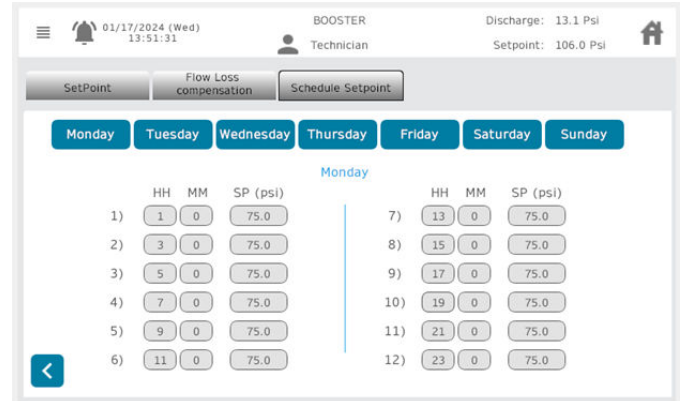 01/17/2024 (Wed)
13:51:31
BOOSTER
Technician
Discharge: 13.1 Psi
Setpoint: 106.0 Psi
SetPoint
Flow Loss
compensation
Schedule Setpoint
Monday Tuesday Wednesday Thursday Friday Saturday Sunday
Monday
HH MM SP (psi)
1) 1 0 75.0
2) 3 0 75.0
3) 5 0 75.0
4) 7 0 75.0
5) 9 0 75.0
6) 11 0 75.0
HH MM SP (psi)
7) 13 0 75.0
8) 15 0 75.0
9) 17 0 75.0
10) 19 0 75.0
11) 21 0 75.0
12) 23 0 75.0